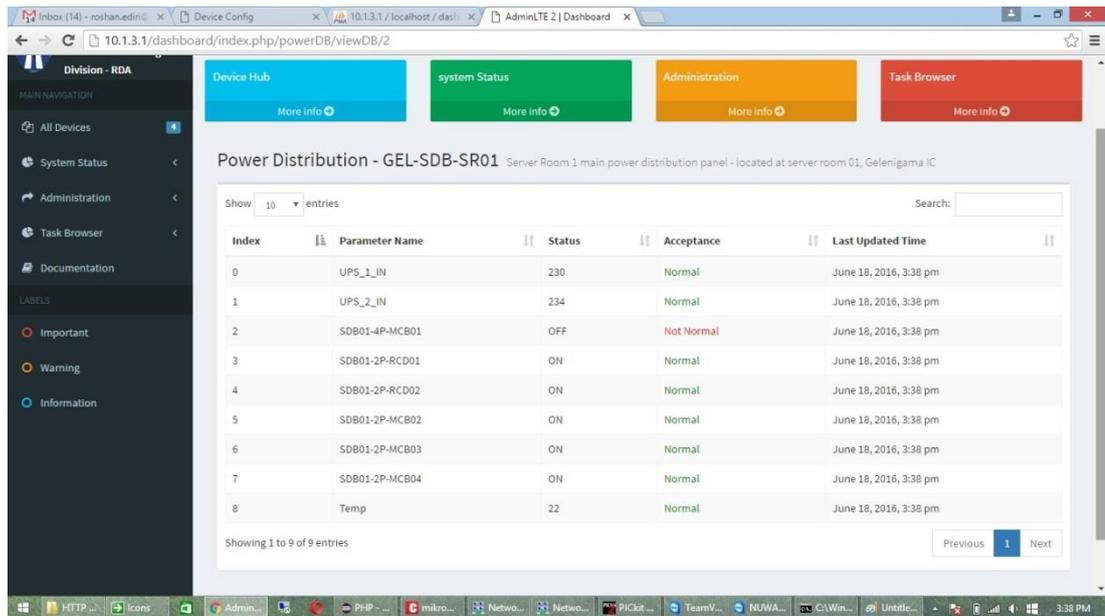 Inbox (14) - roshan.edin
Device Config
10.1.3.1 / localhost / dash
AdminLTE 2 | Dashboard
10.1.3.1/dashboard/index.php/powerDB/viewDB/2
Division - RDA
MAIN NAVIGATION
All Devices 4
System Status
Administration
Task Browser
Documentation
LABELS
Important
Warning
Information
Device Hub
More info
system Status
More info
Administration
More info
Task Browser
More info
Power Distribution - GEL-SDB-SR01 Server Room 1 main power distribution panel - located at server room 01, Gelenigama IC
Show 10 entries
Search:
Index Parameter Name Status Acceptance Last Updated Time
0 UPS_1_IN 230 Normal June 18, 2016, 3:38 pm
1 UPS_2_IN 234 Normal June 18, 2016, 3:38 pm
2 SDB01-4P-MCB01 OFF Not Normal June 18, 2016, 3:38 pm
3 SDB01-2P-RCD01 ON Normal June 18, 2016, 3:38 pm
4 SDB01-2P-RCD02 ON Normal June 18, 2016, 3:38 pm
5 SDB01-2P-MCB02 ON Normal June 18, 2016, 3:38 pm
6 SDB01-2P-MCB03 ON Normal June 18, 2016, 3:38 pm
7 SDB01-2P-MCB04 ON Normal June 18, 2016, 3:38 pm
8 Temp 22 Normal June 18, 2016, 3:38 pm
Showing 1 to 9 of 9 entries
Previous 1 Next
HTTP ... Icons Admin... PHP - ... mikro... Netwo... Netwo... PICkit ... TeamV... NUWA... C:\Win... Untitle... 3:38 PM